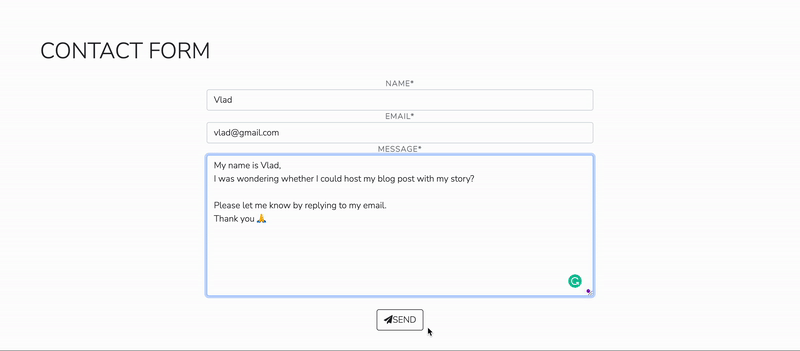 CONTACT FORM
NAME*
Vlad
EMAIL*
vlad@gmail.com
MESSAGE*
My name is Vlad,
I was wondering whether I could host my blog post with my story?
Please let me know by replying to my email.
Thank you 🙏
SEND